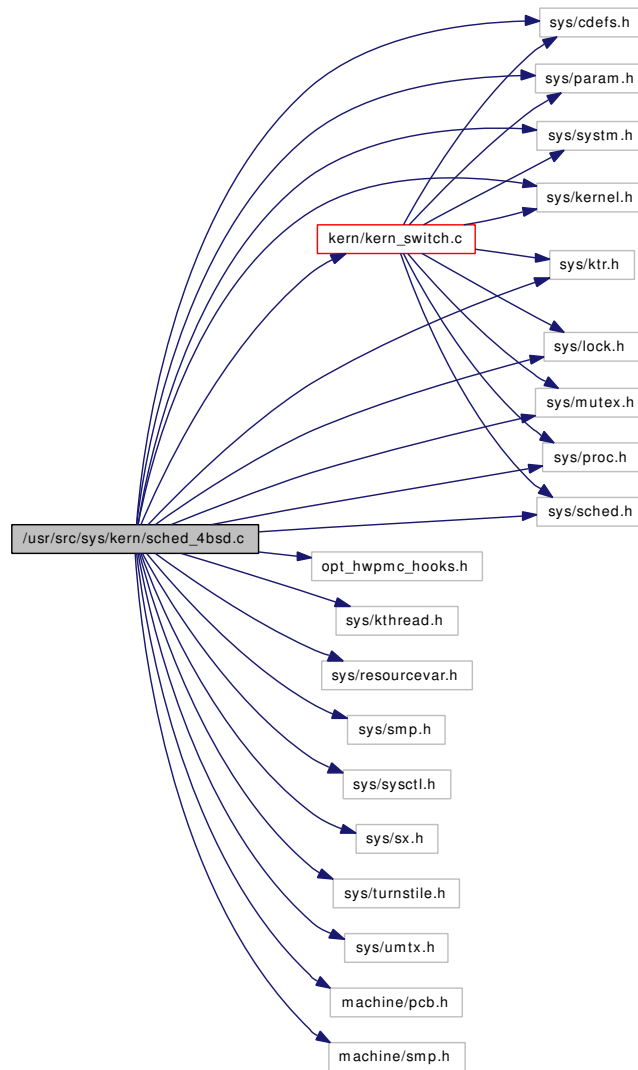 sys/cdefs.h
sys/param.h
sys/systm.h
sys/kernel.h
kern/kern_switch.c
sys/ktr.h
sys/lock.h
sys/mutex.h
sys/proc.h
sys/sched.h
/usr/src/sys/kern/sched_4bsd.c
opt_hwpmc_hooks.h
sys/kthread.h
sys/resourcevar.h
sys/smp.h
sys/sysctl.h
sys/sx.h
sys/turnstile.h
sys/umtx.h
machine/pcb.h
machine/smp.h